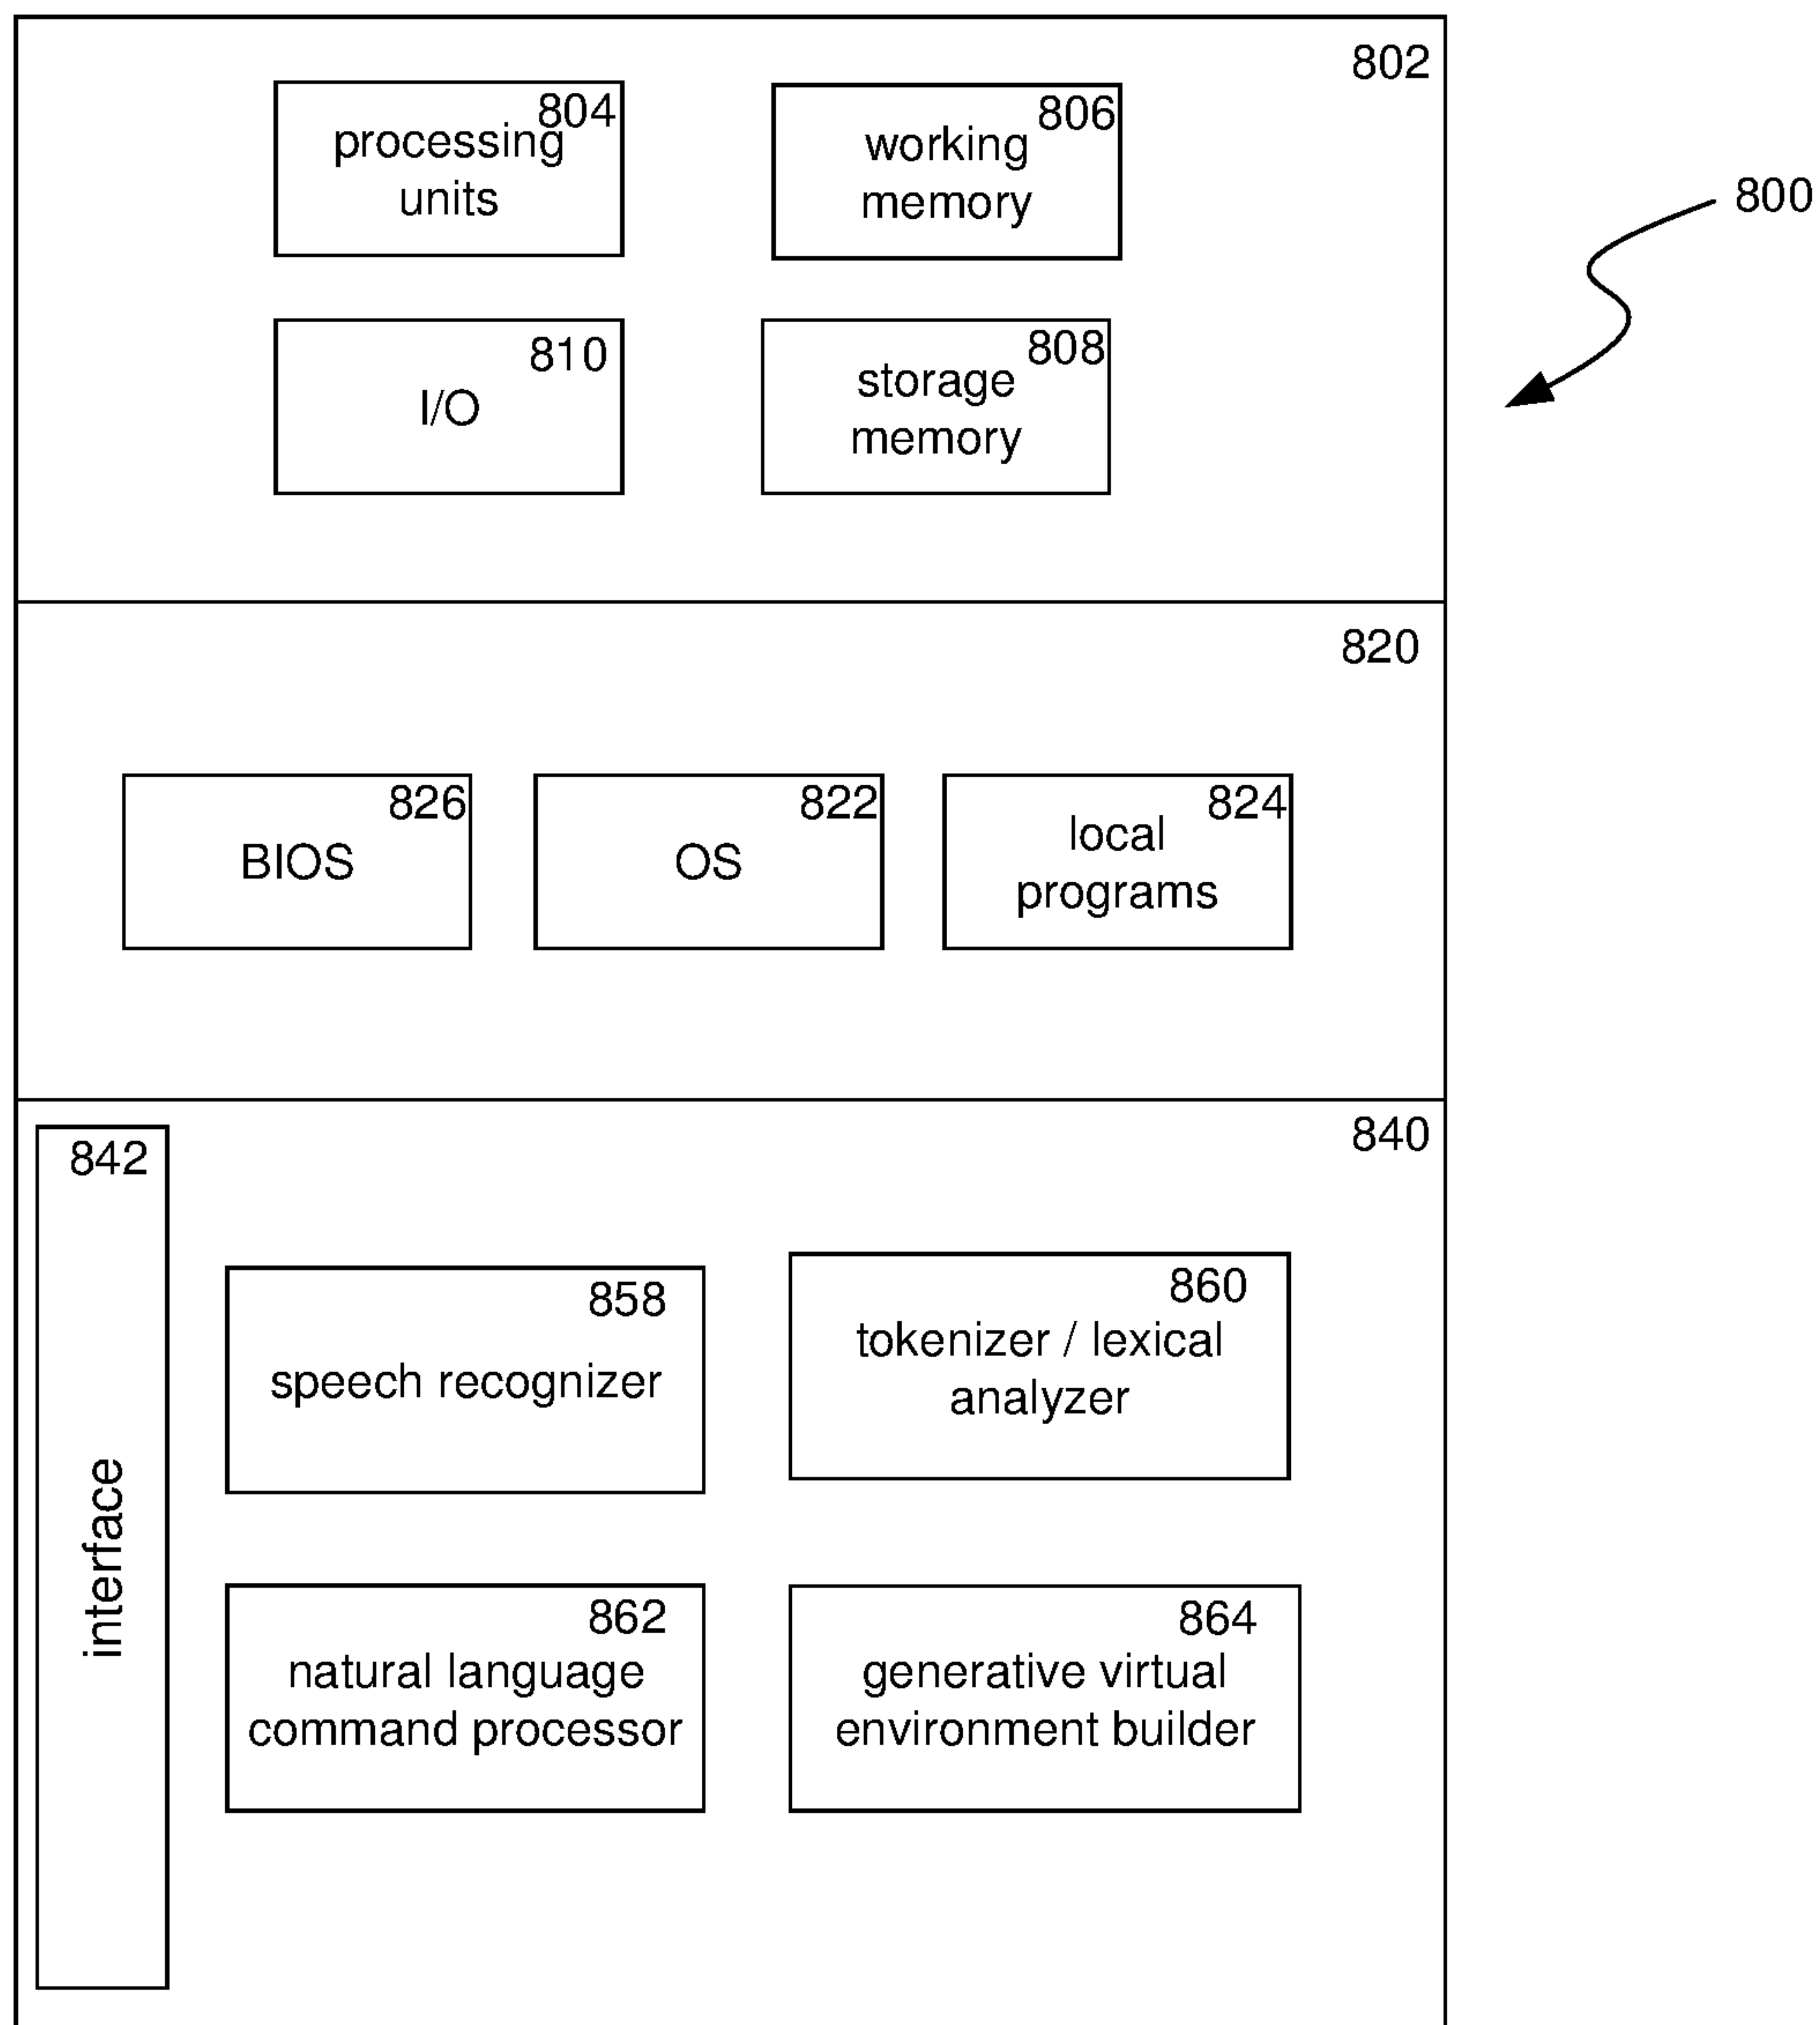 802
804
processing
units
806
working
memory
800
810
I/O
808
storage
memory
820
826
BIOS
822
OS
824
local
programs
840
842
interface
858
speech recognizer
860
tokenizer / lexical
analyzer
862
natural language
command processor
864
generative virtual
environment builder